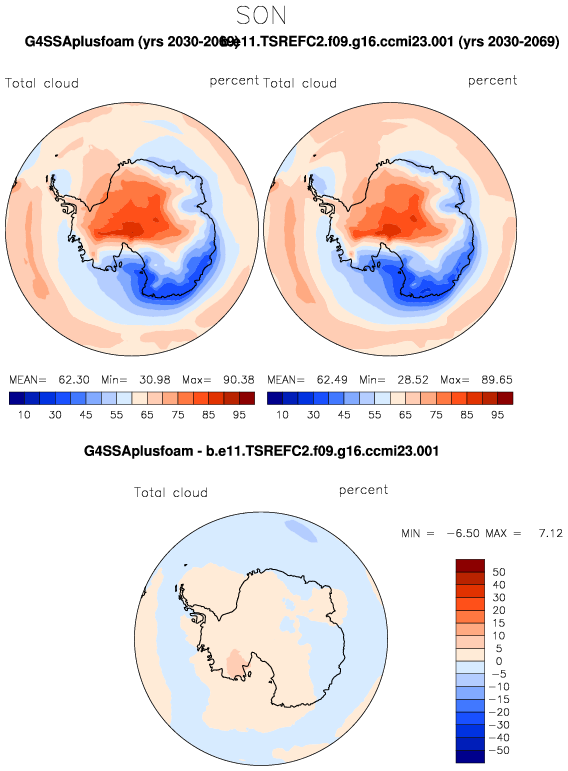 SON
G4SSAplusfoam (yrs 2030-2069) b.e11.TSREFC2.f09.g16.ccmi23.001 (yrs 2030-2069)
Total cloud percent Total cloud percent
MEAN= 62.30 Min= 30.98 Max= 90.38 MEAN= 62.49 Min= 28.52 Max= 89.65
10 30 45 55 65 75 85 95 10 30 45 55 65 75 85 95
G4SSAplusfoam - b.e11.TSREFC2.f09.g16.ccmi23.001
Total cloud percent
MIN = -6.50 MAX = 7.12
50
40
30
20
15
10
5
0
-5
-10
-15
-20
-30
-40
-50